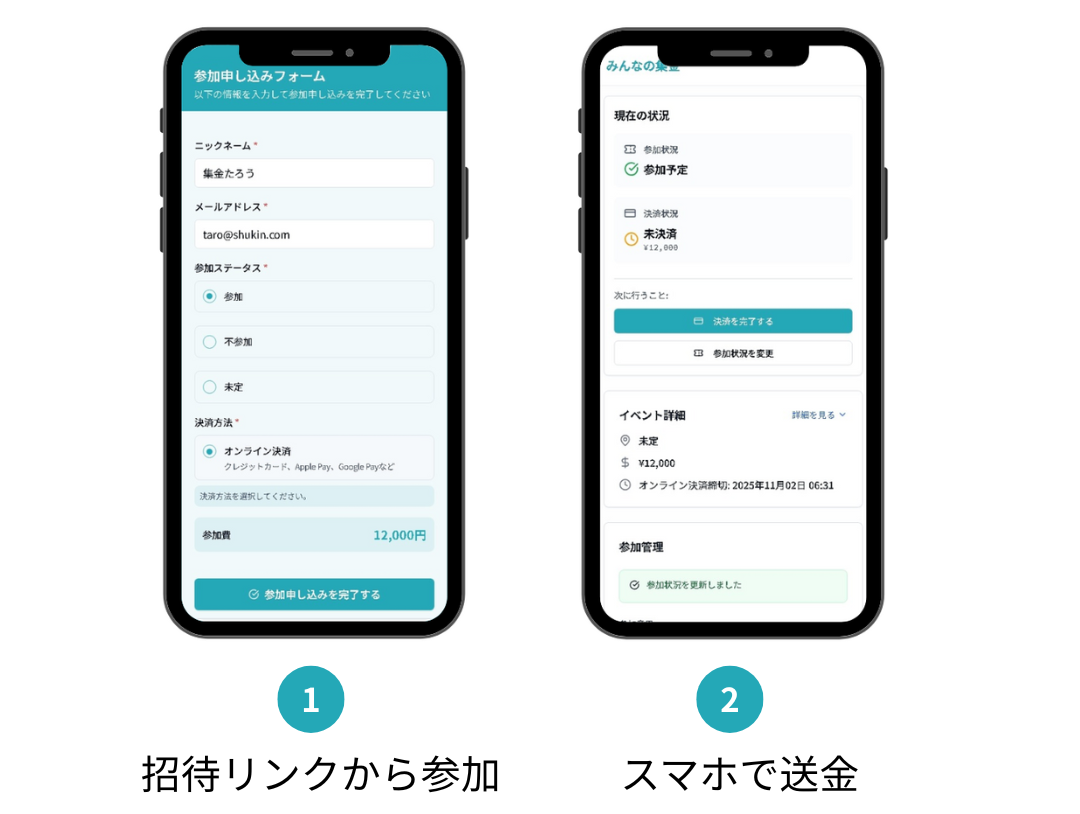 参加申し込みフォーム
以下の情報を入力して参加申し込みを完了してください
ニックネーム *
集金たろう
メールアドレス *
taro@shukin.com
参加ステータス *
参加
不参加
未定
決済方法 *
オンライン決済
クレジットカード、Apple Pay、Google Payなど
決済方法を選択してください。
参加費 12,000円
参加申し込みを完了する
1
招待リンクから参加
みんなの集金
現在の状況
参加状況
参加予定
決済状況
未決済
¥12,000
次に行うこと:
決済を完了する
参加状況を変更
イベント詳細 詳細を見る
未定
¥12,000
オンライン決済締切: 2025年11月02日 06:31
参加管理
参加状況を更新しました
2
スマホで送金